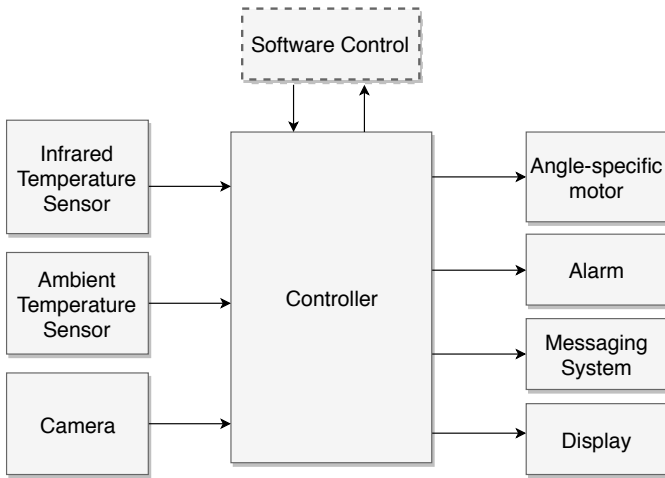 Software Control
Infrared
Temperature
Sensor
Ambient
Temperature
Sensor
Camera
Controller
Angle-specific
motor
Alarm
Messaging
System
Display